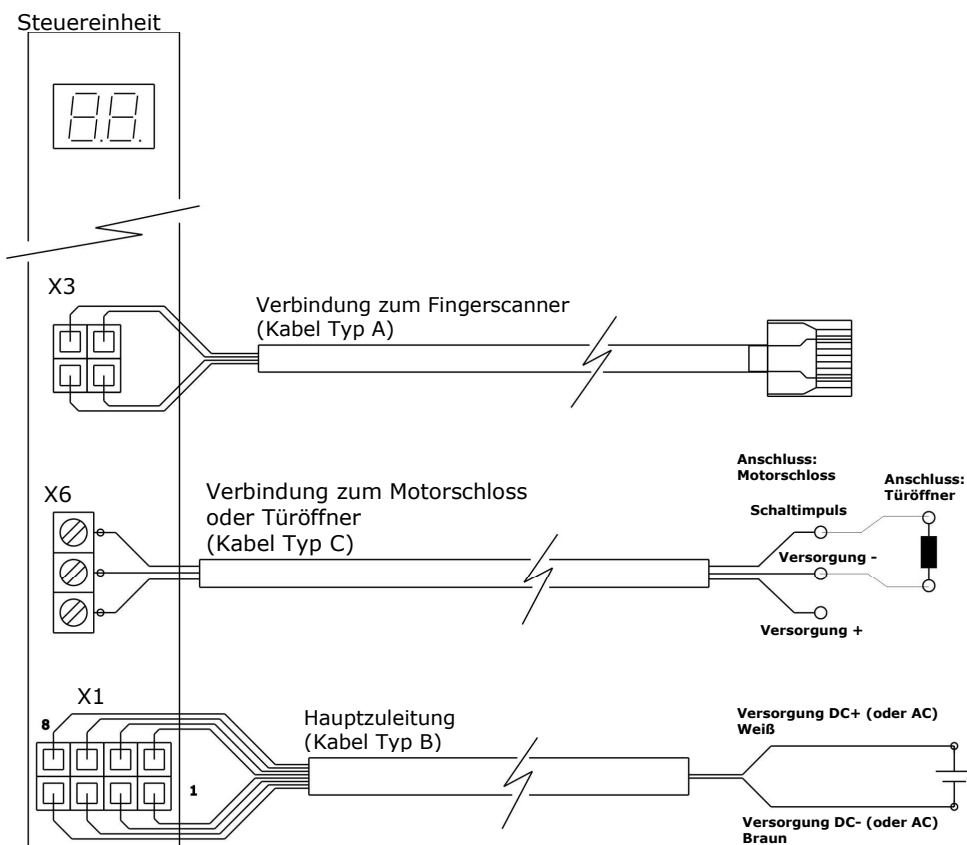 Steuereinheit
8.8.
X3
Verbindung zum Fingerscanner
(Kabel Typ A)
X6
Verbindung zum Motorschloss
oder Türöffner
(Kabel Typ C)
Anschluss:
Motorschloss
Anschluss:
Türöffner
Schaltimpuls
Versorgung -
Versorgung +
X1
8
1
Hauptzuleitung
(Kabel Typ B)
Versorgung DC+ (oder AC)
Weiß
Versorgung DC- (oder AC)
Braun